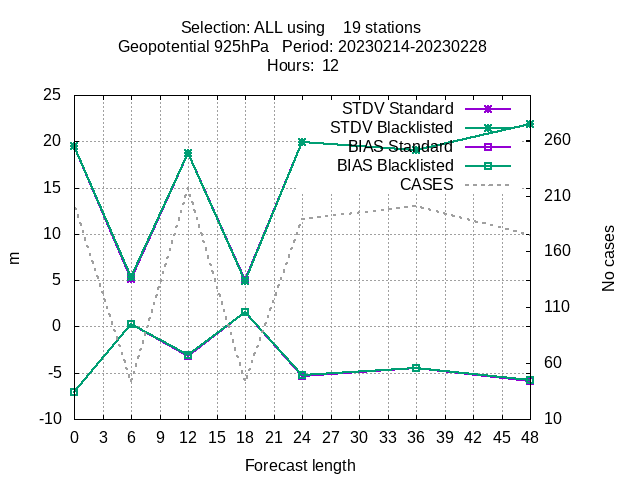 Selection: ALL using    19 stations
Geopotential 925hPa   Period: 20230214-20230228
Hours:  12
25
20
15
10
5
0
-5
-10
m
STDV Standard
STDV Blacklisted
BIAS Standard
BIAS Blacklisted
CASES
260
210
160
110
60
10
No cases
0 3 6 9 12 15 18 21 24 27 30 33 36 39 42 45 48
Forecast length